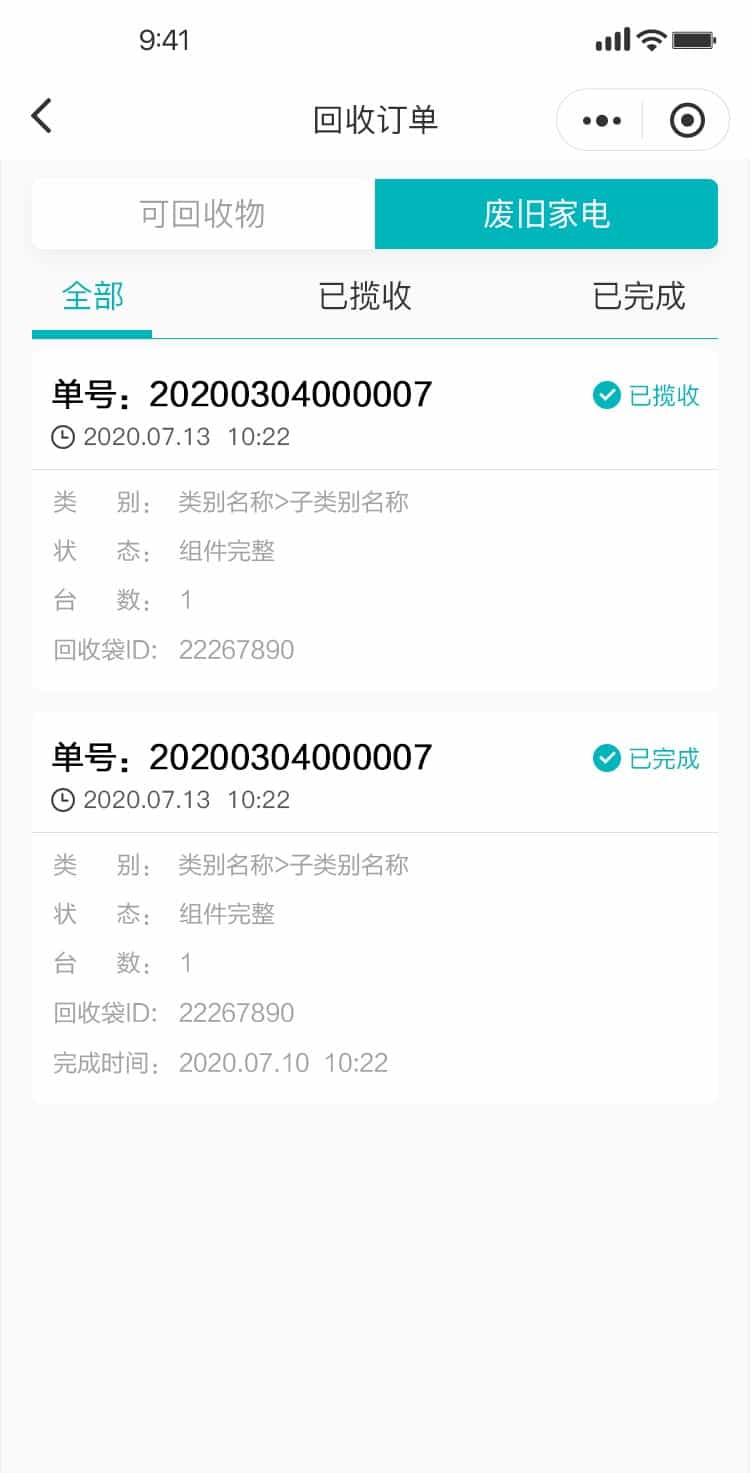 9:41
回收订单
可回收物 废旧家电
全部 已揽收 已完成
单号：20200304000007 已揽收
2020.07.13 10:22
类 别： 类别名称>子类别名称
状 态： 组件完整
台 数： 1
回收袋ID: 22267890
单号：20200304000007 已完成
2020.07.13 10:22
类 别： 类别名称>子类别名称
状 态： 组件完整
台 数： 1
回收袋ID: 22267890
完成时间： 2020.07.10 10:22